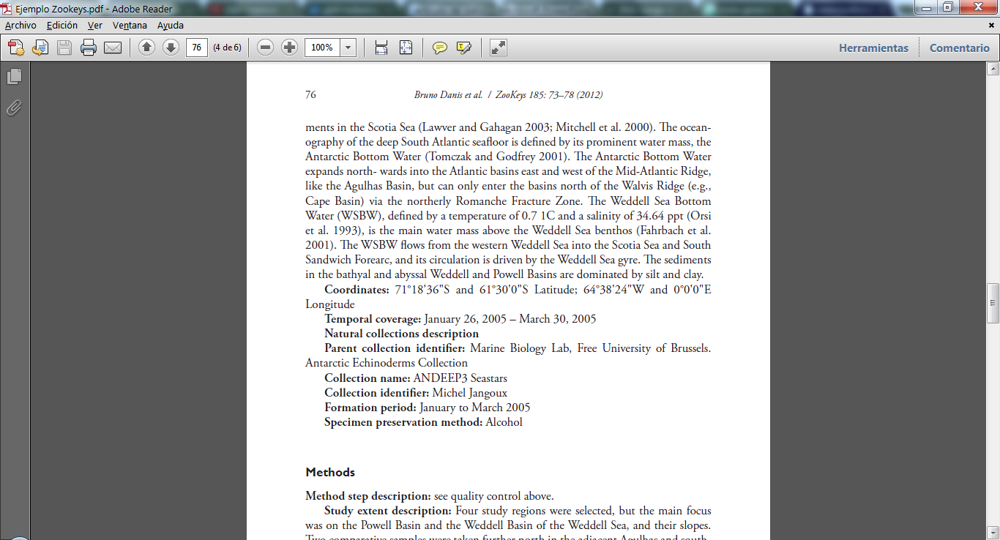 Ejemplo Zookeys.pdf - Adobe Reader
Archivo Edición Ver Ventana Ayuda
76 (4 de 6) 100% Herramientas Comentario
76 Bruno Danis et al. / ZooKeys 185: 73–78 (2012)
ments in the Scotia Sea (Lawver and Gahagan 2003; Mitchell et al. 2000). The ocean-
ography of the deep South Atlantic seafloor is defined by its prominent water mass, the
Antarctic Bottom Water (Tomczak and Godfrey 2001). The Antarctic Bottom Water
expands north- wards into the Atlantic basins east and west of the Mid-Atlantic Ridge,
like the Agulhas Basin, but can only enter the basins north of the Walvis Ridge (e.g.,
Cape Basin) via the northerly Romanche Fracture Zone. The Weddell Sea Bottom
Water (WSBW), defined by a temperature of 0.7 1C and a salinity of 34.64 ppt (Orsi
et al. 1993), is the main water mass above the Weddell Sea benthos (Fahrbach et al.
2001). The WSBW flows from the western Weddell Sea into the Scotia Sea and South
Sandwich Forearc, and its circulation is driven by the Weddell Sea gyre. The sediments
in the bathyal and abyssal Weddell and Powell Basins are dominated by silt and clay.
Coordinates: 71°18'36"S and 61°30'0"S Latitude; 64°38'24"W and 0°0'0"E
Longitude
Temporal coverage: January 26, 2005 – March 30, 2005
Natural collections description
Parent collection identifier: Marine Biology Lab, Free University of Brussels.
Antarctic Echinoderms Collection
Collection name: ANDEEP3 Seastars
Collection identifier: Michel Jangoux
Formation period: January to March 2005
Specimen preservation method: Alcohol
Methods
Method step description: see quality control above.
Study extent description: Four study regions were selected, but the main focus
was on the Powell Basin and the Weddell Basin of the Weddell Sea, and their slopes.
Two comparative samples were taken further north in the adjacent Agulhas and south-